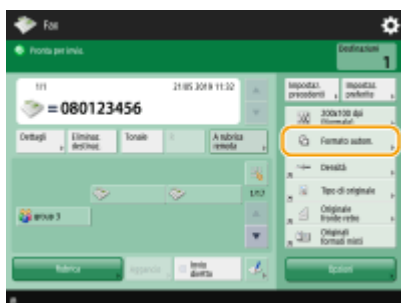 Fax
Pronto per invio.
Destinazioni
1
1/1
21/05 2019 11:32
= 080123456
Dettagli
Eliminaz.
destinaz.
Tonale
A rubrica
remota
Impostaz.
precedenti
Impostaz.
preferite
200x100 dpi
(Normale)
Formato autom.
Densità
Tipo di originale
Originale
fronte retro
Originali
formati misti
group 3
Rubrica
Invio
diretto
Opzioni